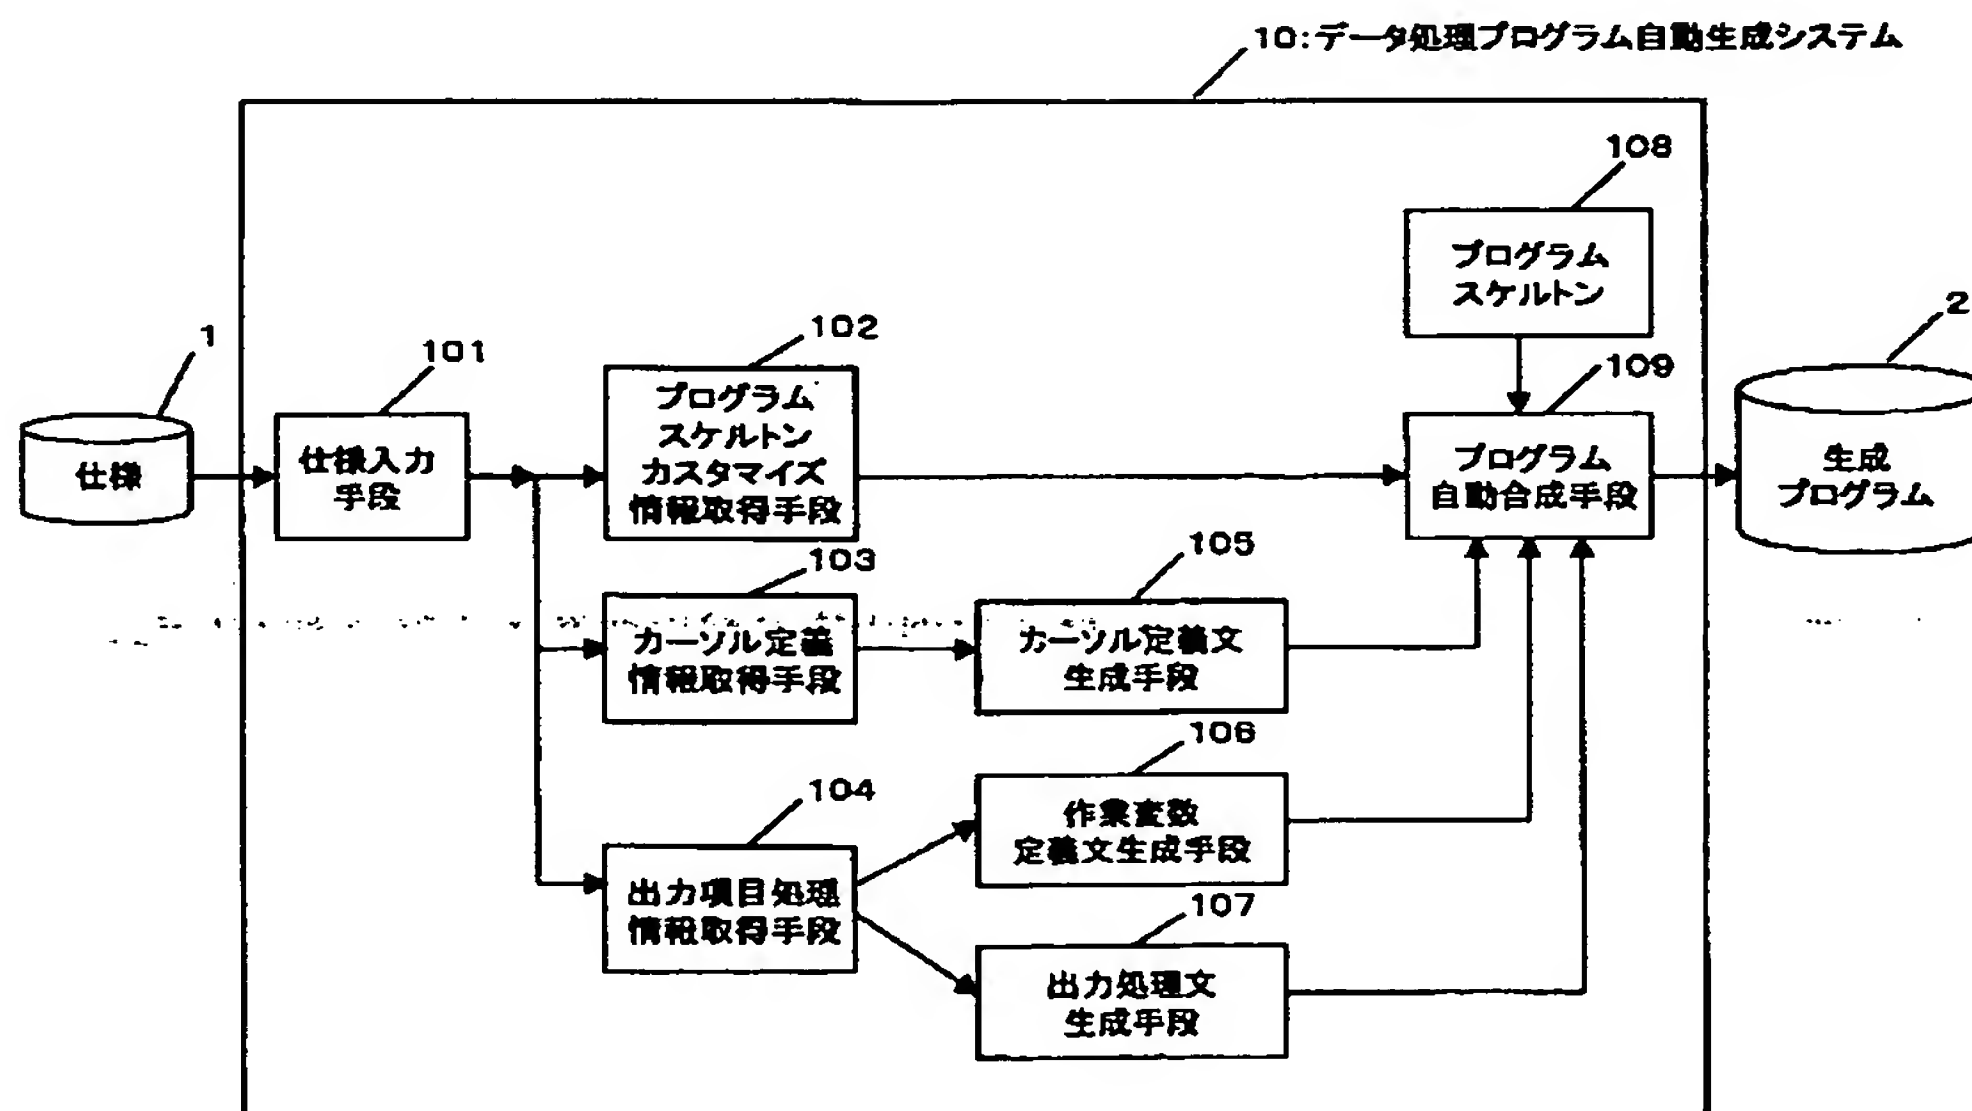 10:データ処理プログラム自動生成システム
108
プログラム
スケルトン
1
101
102
109
2
仕様
仕様入力
手段
プログラム
スケルトン
カスタマイズ
情報取得手段
プログラム
自動合成手段
生成
プログラム
103
105
カーソル定義
情報取得手段
カーソル定義文
生成手段
104
106
出力項目処理
情報取得手段
作業変数
定義文生成手段
107
出力処理文
生成手段